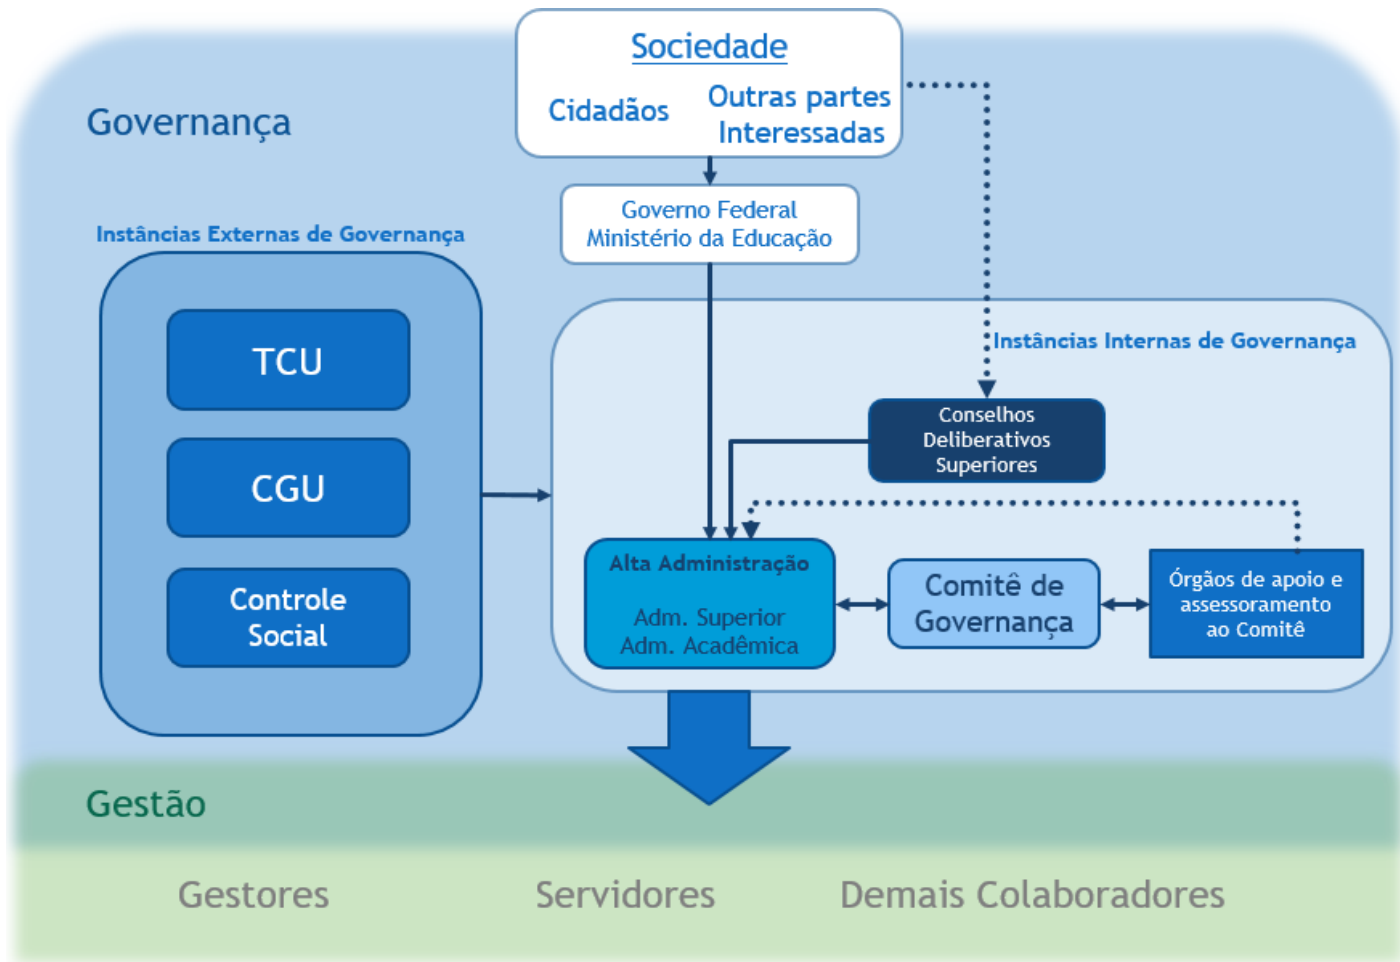 Sociedade
Cidadãos
Outras partes
Interessadas
Governança
Governo Federal
Ministério da Educação
Instâncias Externas de Governança
TCU
CGU
Controle
Social
Instâncias Internas de Governança
Conselhos
Deliberativos
Superiores
Alta Administração
Adm. Superior
Adm. Acadêmica
Comitê de
Governança
Órgãos de apoio e
assessoramento
ao Comitê
Gestão
Gestores
Servidores
Demais Colaboradores